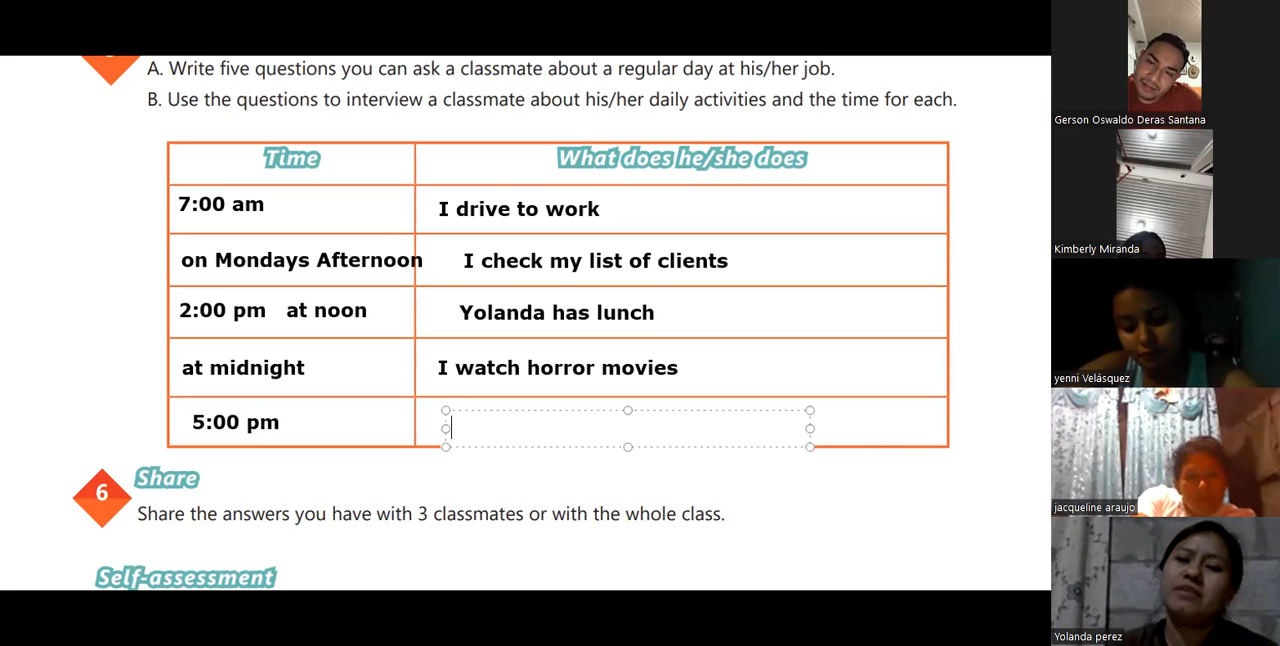 A. Write five questions you can ask a classmate about a regular day at his/her job.
B. Use the questions to interview a classmate about his/her daily activities and the time for each.
Time
What does he/she does
7:00 am
I drive to work
on Mondays Afternoon
I check my list of clients
2:00 pm at noon
Yolanda has lunch
at midnight
I watch horror movies
5:00 pm
6
Share
Share the answers you have with 3 classmates or with the whole class.
Self-assessment
Gerson Oswaldo Deras Santana
Kimberly Miranda
yenni Velásquez
jacqueline araujo
Yolanda perez